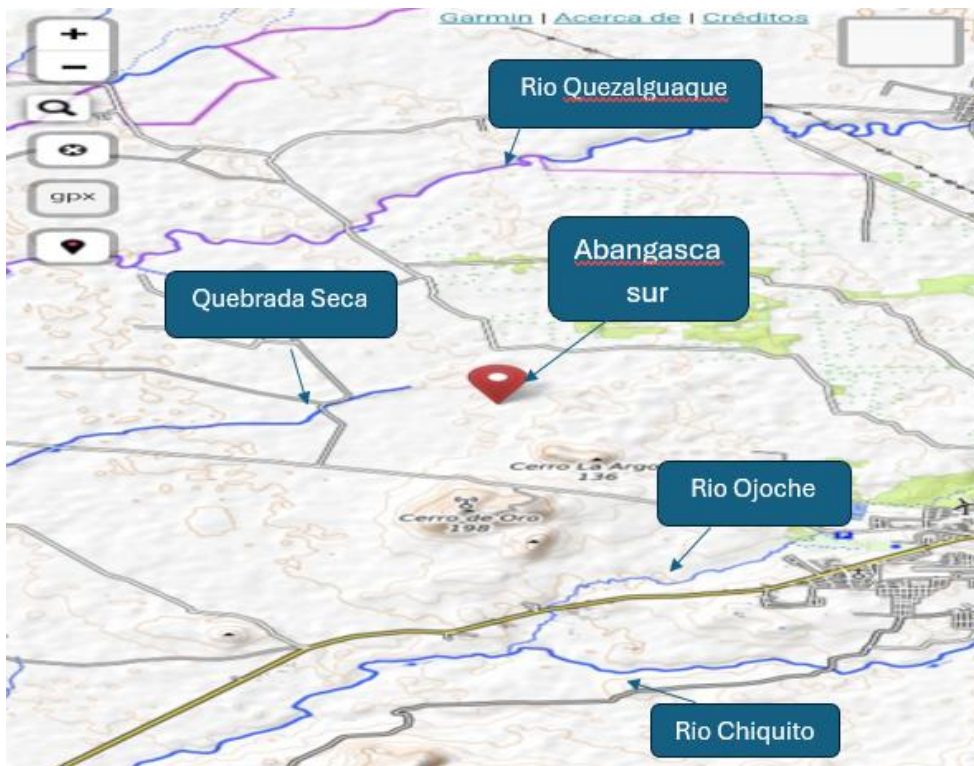 Garmin | Acerca de | Créditos
+
−
gpx
Rio Quezalguaque
Abangasca
sur
Quebrada Seca
Cerro La Argo
136
Rio Ojoche
Cerro de Oro
198
Rio Chiquito